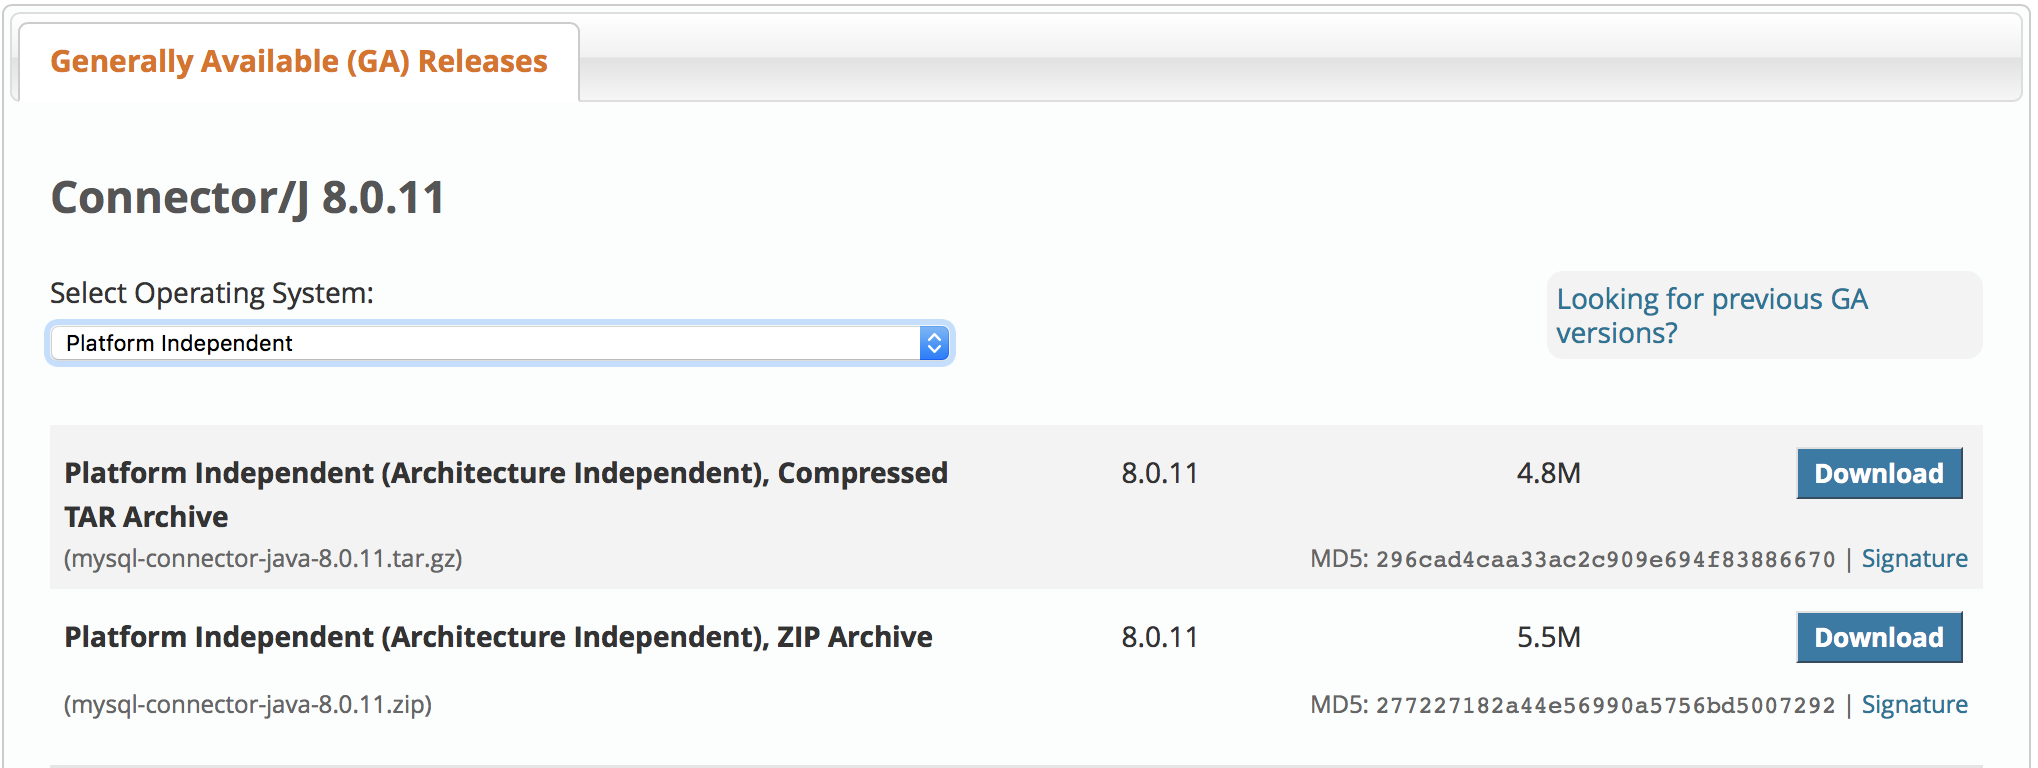 Generally Available (GA) Releases
Connector/J 8.0.11
Select Operating System:
Platform Independent
Looking for previous GA
versions?
Platform Independent (Architecture Independent), Compressed
TAR Archive
8.0.11
4.8M
Download
(mysql-connector-java-8.0.11.tar.gz)
MD5: 296cad4caa33ac2c909e694f83886670 | Signature
Platform Independent (Architecture Independent), ZIP Archive
8.0.11
5.5M
Download
(mysql-connector-java-8.0.11.zip)
MD5: 277227182a44e56990a5756bd5007292 | Signature